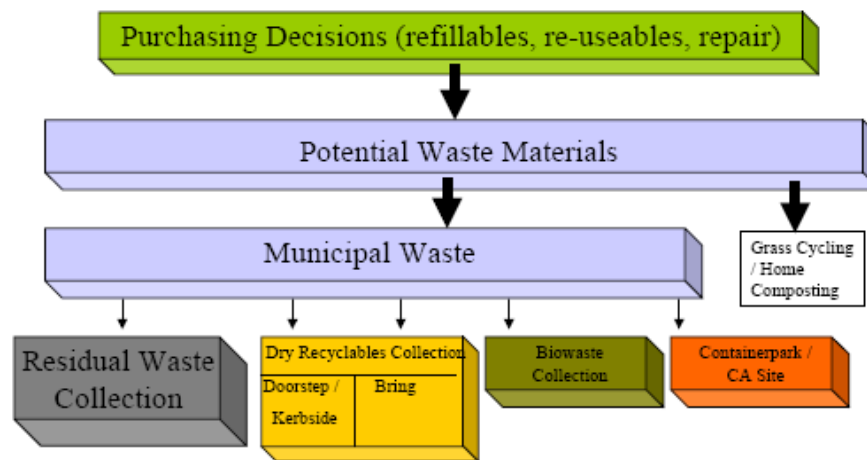 Purchasing Decisions (refillables, re-useables, repair)
Potential Waste Materials
Municipal Waste
Grass Cycling
/ Home
Composting
Residual Waste
Collection
Dry Recyclables Collection
Doorstep /
Kerbside
Bring
Biowaste
Collection
Containerpark /
CA Site